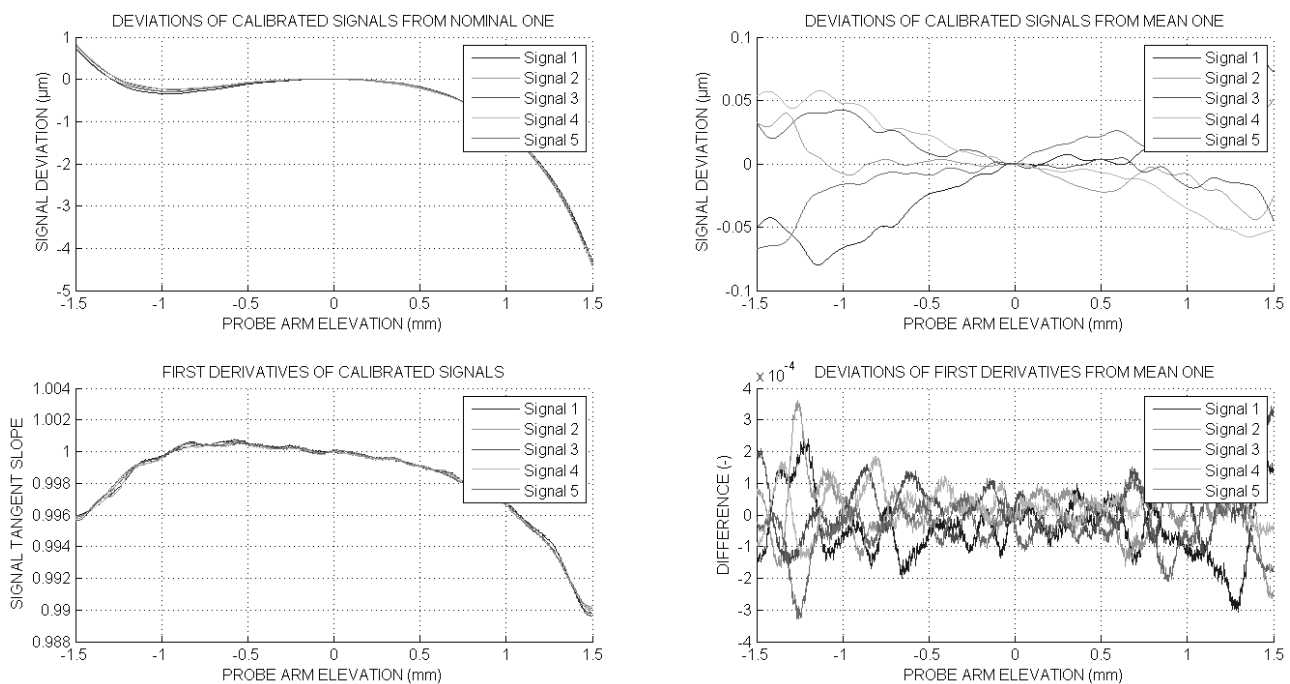 DEVIATIONS OF CALIBRATED SIGNALS FROM NOMINAL ONE
1
0
-1
-2
-3
-4
-5
SIGNAL DEVIATION (µm)
Signal 1
Signal 2
Signal 3
Signal 4
Signal 5
-1.5
-1
-0.5
0
0.5
1
1.5
PROBE ARM ELEVATION (mm)
DEVIATIONS OF CALIBRATED SIGNALS FROM MEAN ONE
0.1
0.05
0
-0.05
-0.1
SIGNAL DEVIATION (µm)
Signal 1
Signal 2
Signal 3
Signal 4
Signal 5
-1.5
-1
-0.5
0
0.5
1
1.5
PROBE ARM ELEVATION (mm)
FIRST DERIVATIVES OF CALIBRATED SIGNALS
1.004
1.002
1
0.998
0.996
0.994
0.992
0.99
0.988
SIGNAL TANGENT SLOPE
Signal 1
Signal 2
Signal 3
Signal 4
Signal 5
-1.5
-1
-0.5
0
0.5
1
1.5
PROBE ARM ELEVATION (mm)
x 10⁻⁴
DEVIATIONS OF FIRST DERIVATIVES FROM MEAN ONE
4
3
2
1
0
-1
-2
-3
-4
DIFFERENCE (-)
Signal 1
Signal 2
Signal 3
Signal 4
Signal 5
-1.5
-1
-0.5
0
0.5
1
1.5
PROBE ARM ELEVATION (mm)